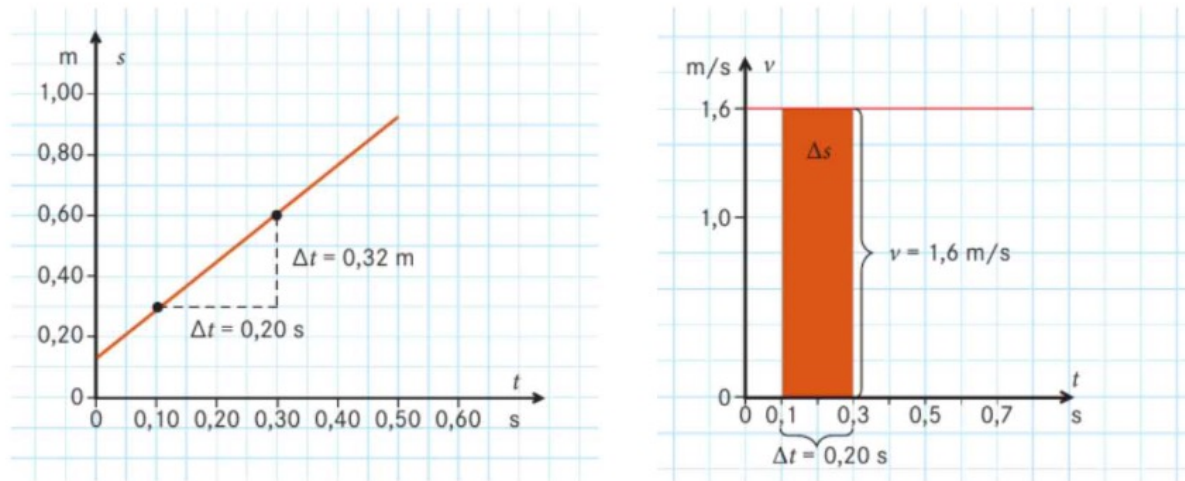 m s
1,00
0,80
0,60
Δt = 0,32 m
0,40
Δt = 0,20 s
0,20
t
0
0 0,10 0,20 0,30 0,40 0,50 0,60 s
m/s v
1,6
Δs
1,0
v = 1,6 m/s
t
0
0 0,1 0,3 0,5 0,7 s
Δt = 0,20 s